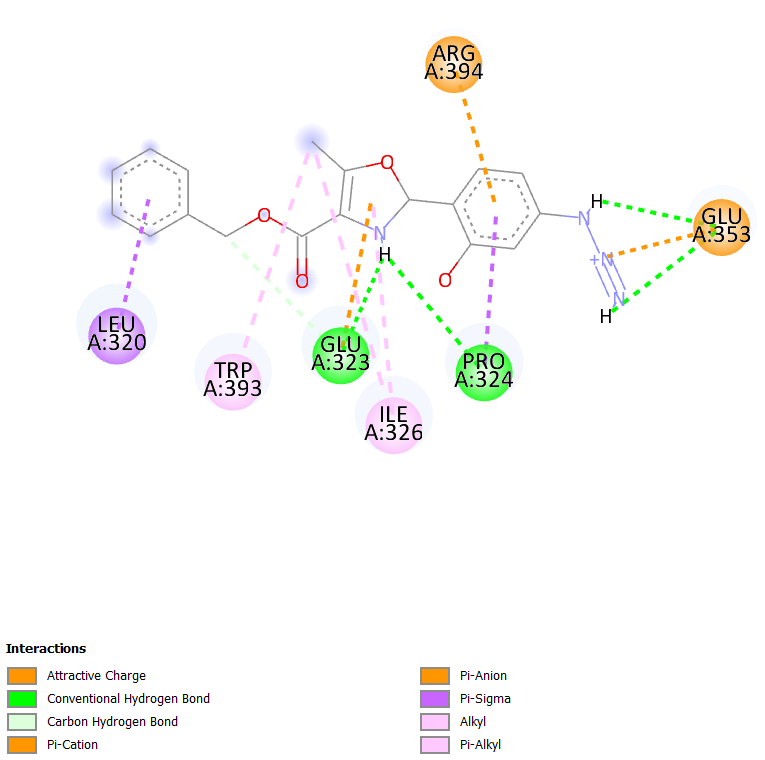 ARG
A:394
O
H
N
GLU
A:353
O
N
H
+
N
N
H
O
O
O
LEU
A:320
TRP
A:393
GLU
A:323
PRO
A:324
ILE
A:326
Interactions
Attractive Charge
Conventional Hydrogen Bond
Carbon Hydrogen Bond
Pi-Cation
Pi-Anion
Pi-Sigma
Alkyl
Pi-Alkyl